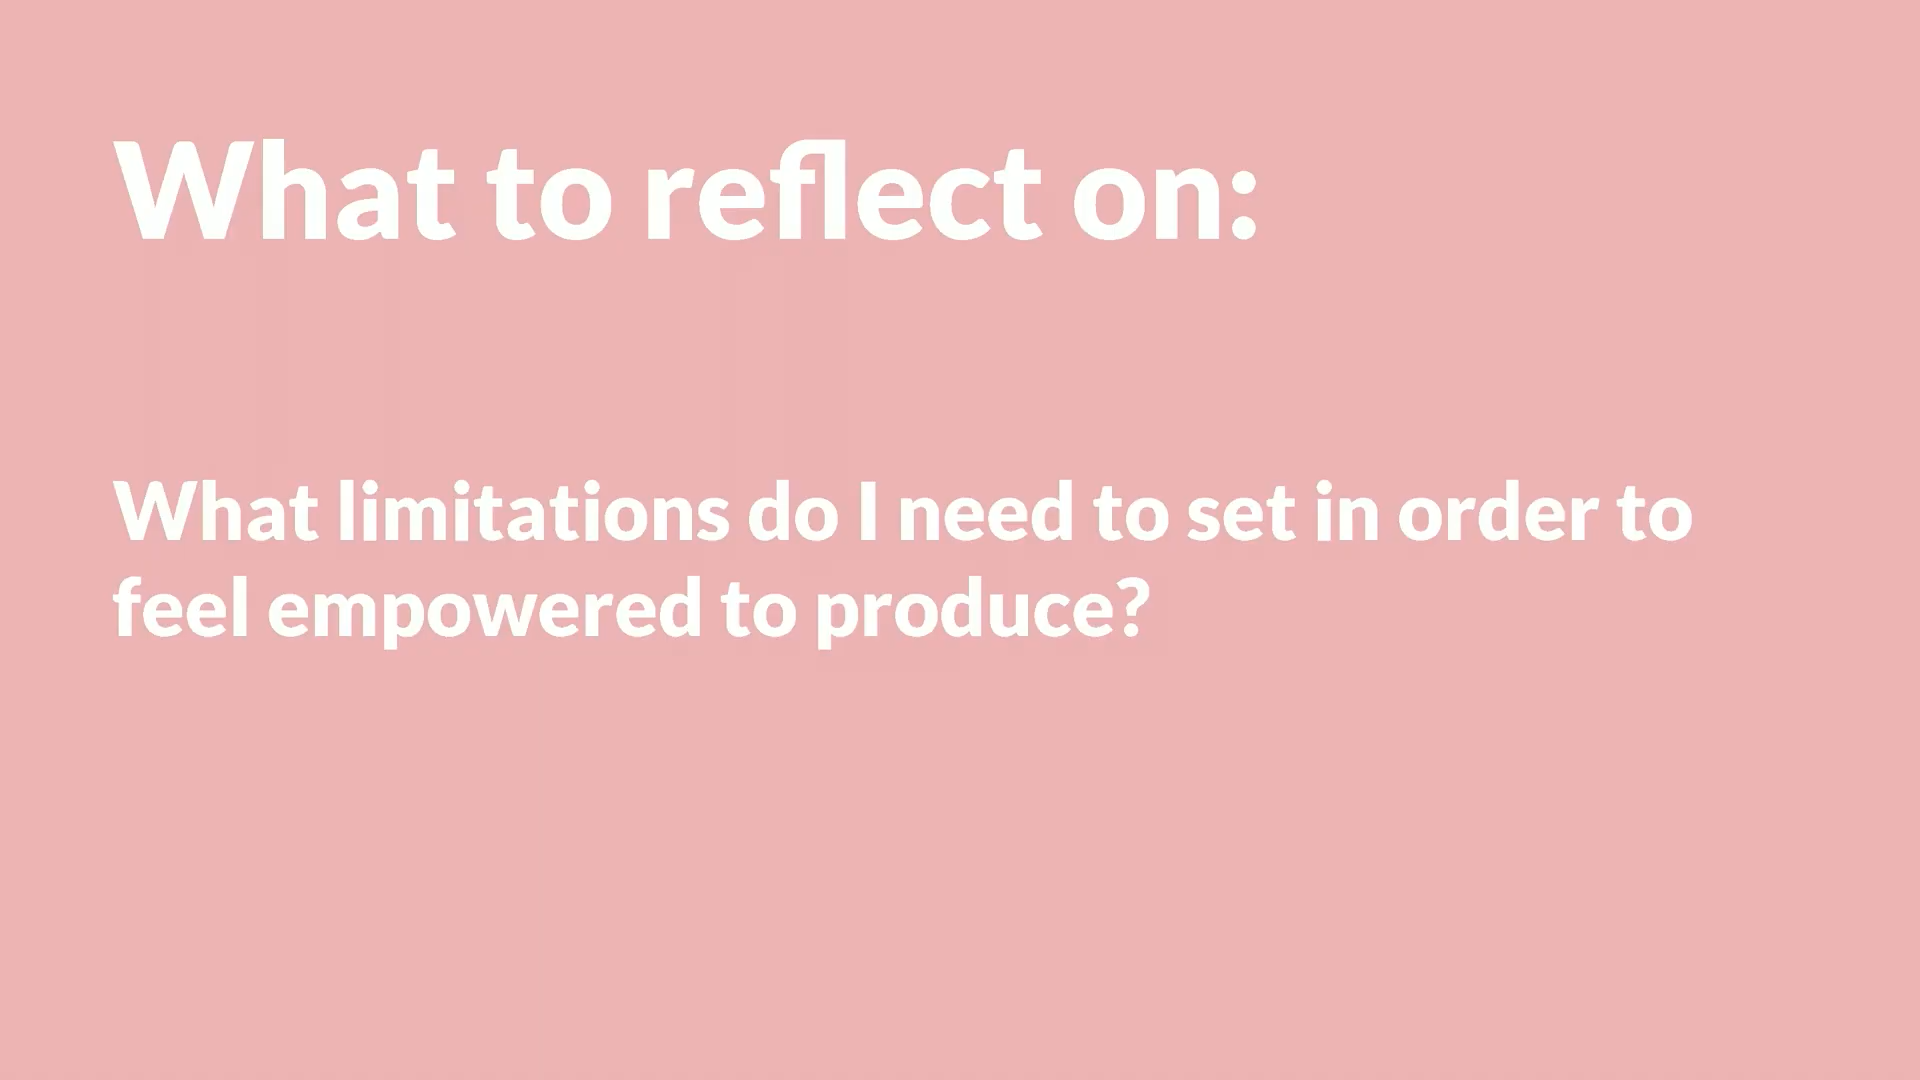 What to reflect on:
What limitations do I need to set in order to
feel empowered to produce?